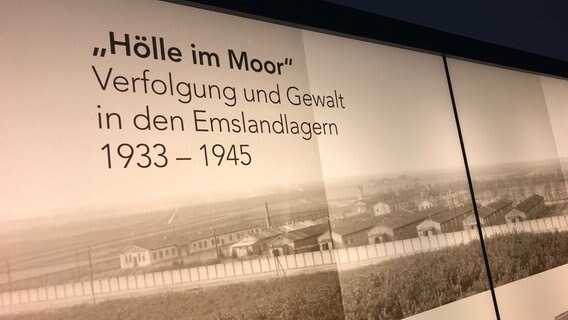 „Hölle im Moor“
Verfolgung und Gewalt
in den Emslandlagern
1933 – 1945